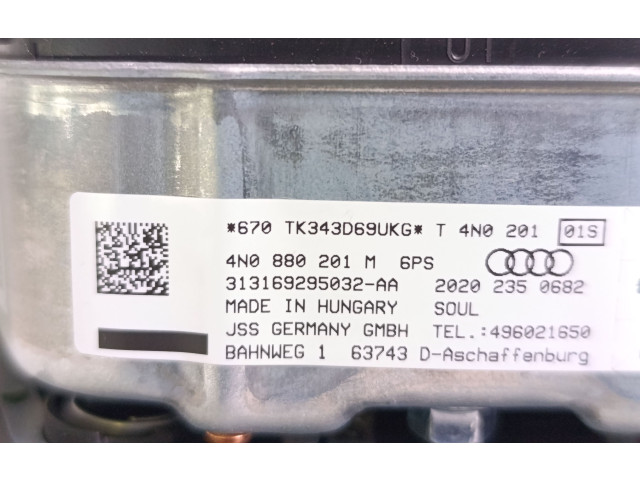 *670 TK343D69UKG* T 4N0 201 01S
4N0 880 201 M 6PS
313169295032-AA 2020 235 0682
MADE IN HUNGARY SOUL
JSS GERMANY GMBH TEL.:496021650
BAHNWEG 1 63743 D-Aschaffenburg